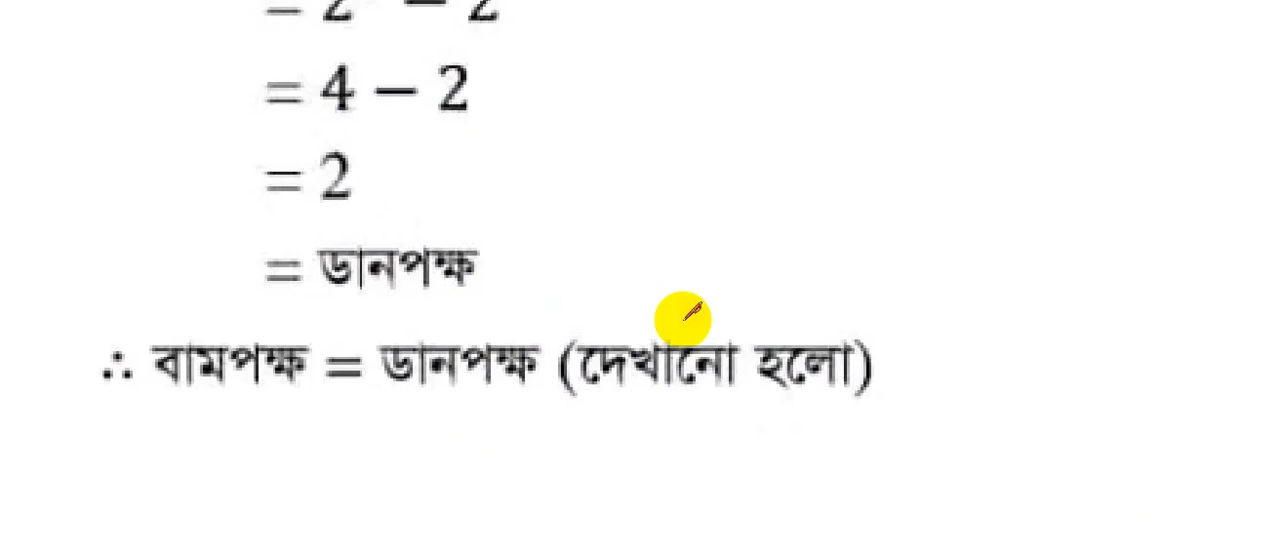 = 4 − 2
= 2
= ডানপক্ষ
∴ বামপক্ষ = ডানপক্ষ (দেখানো হলো)